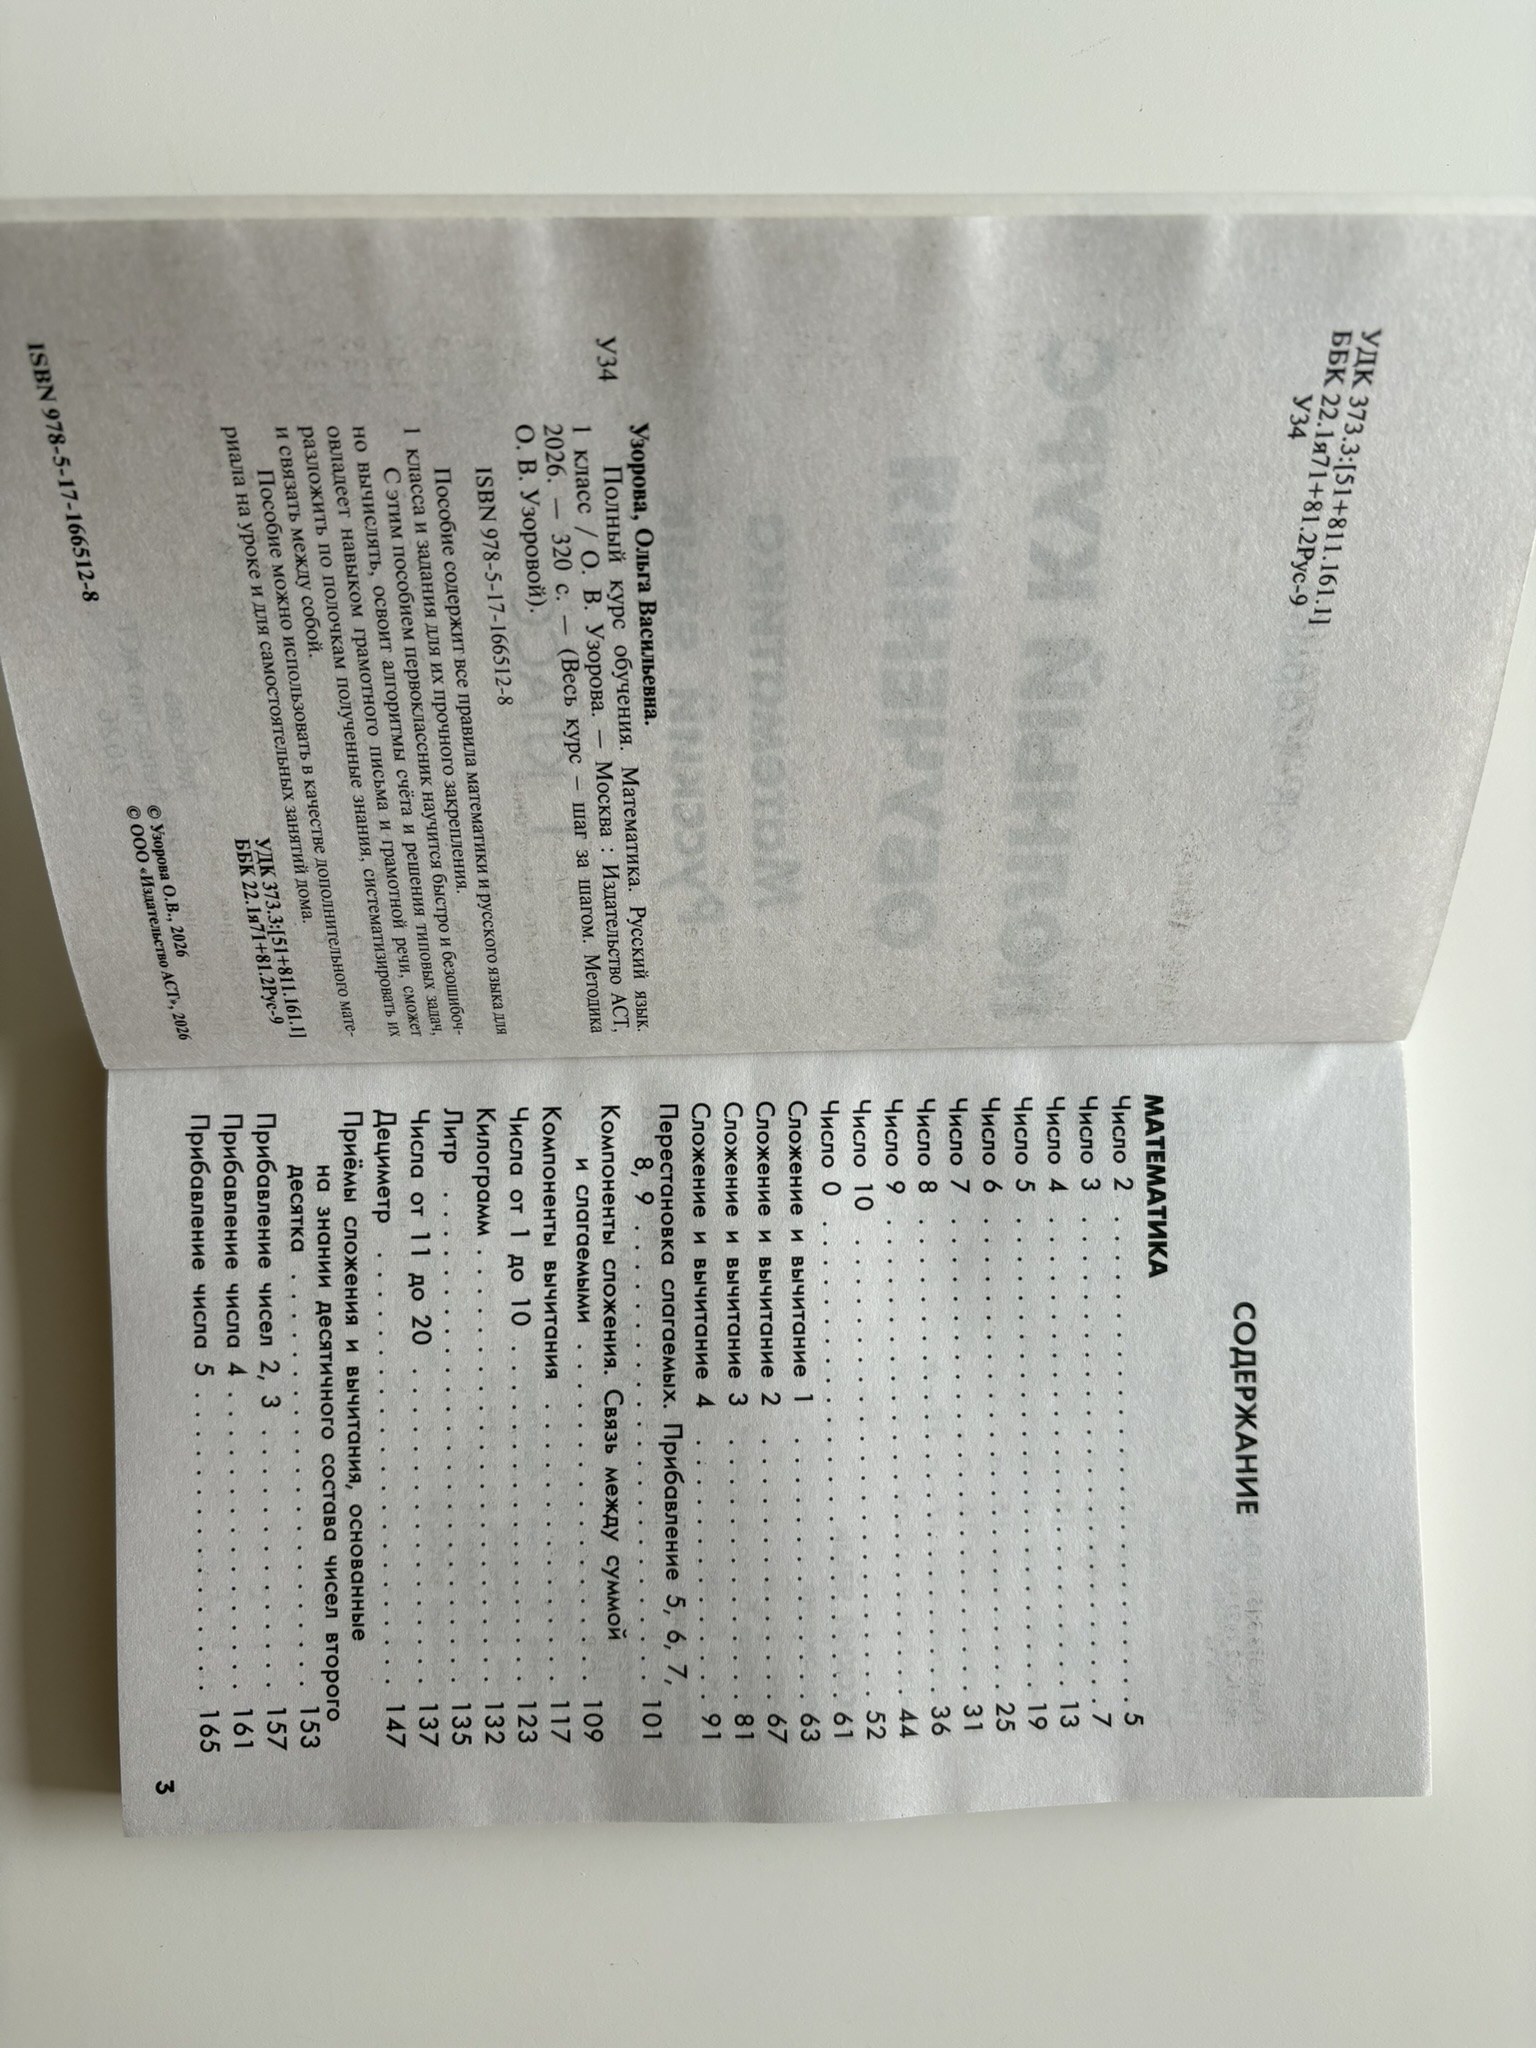 УДК 373.3:[51+811.161.1]
ББК 22.1я71+81.2Рус-9
У34
Узорова, Ольга Васильевна.
У34
Полный курс обучения. Математика. Русский язык.
1 класс / О. В. Узорова. — Москва : Издательство АСТ,
2026. — 320 с. — (Весь курс – шаг за шагом. Методика
О. В. Узоровой).
ISBN 978-5-17-166512-8
Пособие содержит все правила математики и русского языка для
1 класса и задания для их прочного закрепления.
С этим пособием первоклассник научится быстро и безошибоч-
но вычислять, освоит алгоритмы счёта и решения типовых задач,
овладеет навыком грамотного письма и грамотной речи, сможет
разложить по полочкам полученные знания, систематизировать их
и связать между собой.
Пособие можно использовать в качестве дополнительного мате-
риала на уроке и для самостоятельных занятий дома.
УДК 373.3:[51+811.161.1]
ББК 22.1я71+81.2Рус-9
© Узорова О.В., 2026
© ООО «Издательство АСТ», 2026
ISBN 978-5-17-166512-8
СОДЕРЖАНИЕ
МАТЕМАТИКА
Число 2 . . . . . . . . . . . . . . . . . . . . . . . . 5
Число 3 . . . . . . . . . . . . . . . . . . . . . . . . 7
Число 4 . . . . . . . . . . . . . . . . . . . . . . . . 13
Число 5 . . . . . . . . . . . . . . . . . . . . . . . . 19
Число 6 . . . . . . . . . . . . . . . . . . . . . . . . 25
Число 7 . . . . . . . . . . . . . . . . . . . . . . . . 31
Число 8 . . . . . . . . . . . . . . . . . . . . . . . . 36
Число 9 . . . . . . . . . . . . . . . . . . . . . . . . 44
Число 10 . . . . . . . . . . . . . . . . . . . . . . . 52
Число 0 . . . . . . . . . . . . . . . . . . . . . . . . 61
Сложение и вычитание 1 . . . . . . . . . . . . . 63
Сложение и вычитание 2 . . . . . . . . . . . . . 67
Сложение и вычитание 3 . . . . . . . . . . . . . 81
Сложение и вычитание 4 . . . . . . . . . . . . . 91
Перестановка слагаемых. Прибавление 5, 6, 7,
8, 9 . . . . . . . . . . . . . . . . . . . . . . . . 101
Компоненты сложения. Связь между суммой
и слагаемыми . . . . . . . . . . . . . . . . . 109
Компоненты вычитания . . . . . . . . . . . . . 117
Числа от 1 до 10 . . . . . . . . . . . . . . . . 123
Килограмм . . . . . . . . . . . . . . . . . . . . 132
Литр . . . . . . . . . . . . . . . . . . . . . . . 135
Числа от 11 до 20 . . . . . . . . . . . . . . . 137
Дециметр . . . . . . . . . . . . . . . . . . . . 147
Приёмы сложения и вычитания, основанные
на знании десятичного состава чисел второго
десятка . . . . . . . . . . . . . . . . . . . . 153
Прибавление чисел 2, 3 . . . . . . . . . . . . 157
Прибавление числа 4 . . . . . . . . . . . . . . 161
Прибавление числа 5 . . . . . . . . . . . . . . 165
3